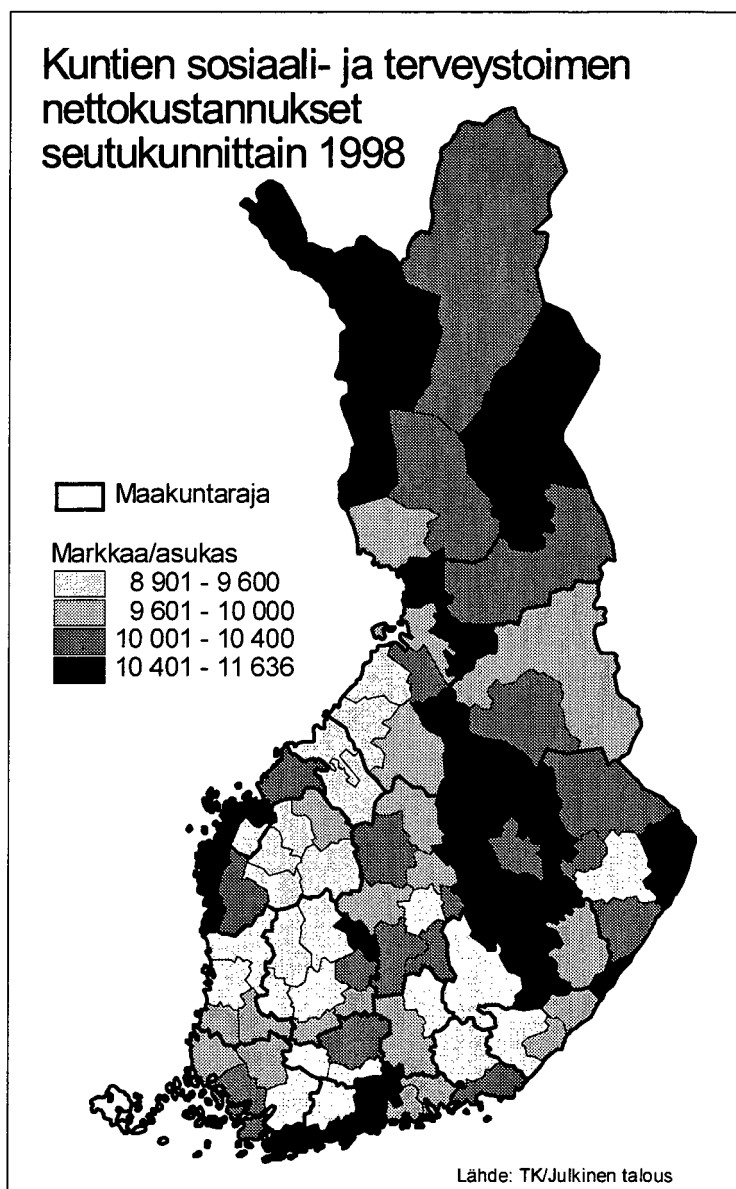 Kuntien sosiaali- ja terveystoimen
nettokustannukset
seutukunnittain 1998
Maakuntaraja
Markkaa/asukas
8 901 - 9 600
9 601 - 10 000
10 001 - 10 400
10 401 - 11 636
Lähde: TK/Julkinen talous